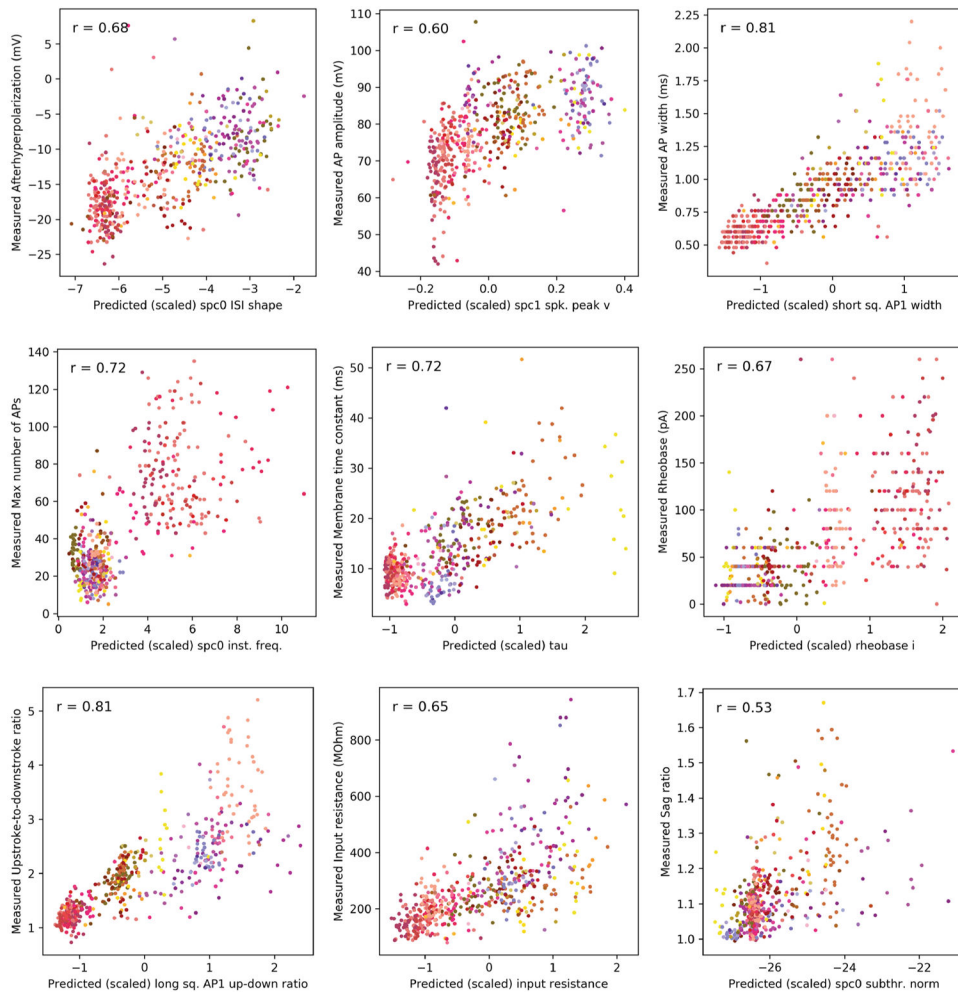 r = 0.68
Measured Afterhyperpolarization (mV)
5
0
−5
−10
−15
−20
−25
−7 −6 −5 −4 −3 −2
Predicted (scaled) spc0 ISI shape
r = 0.60
Measured AP amplitude (mV)
110
100
90
80
70
60
50
40
−0.2 0.0 0.2 0.4
Predicted (scaled) spc1 spk. peak v
r = 0.81
Measured AP width (ms)
2.25
2.00
1.75
1.50
1.25
1.00
0.75
0.50
−1 0 1
Predicted (scaled) short sq. AP1 width
r = 0.72
Measured Max number of APs
140
120
100
80
60
40
20
0
0 2 4 6 8 10
Predicted (scaled) spc0 inst. freq.
r = 0.72
Measured Membrane time constant (ms)
50
40
30
20
10
−1 0 1 2
Predicted (scaled) tau
r = 0.67
Measured Rheobase (pA)
250
200
150
100
50
0
−1 0 1 2
Predicted (scaled) rheobase i
r = 0.81
Measured Upstroke-to-downstroke ratio
5
4
3
2
1
−1 0 1 2
Predicted (scaled) long sq. AP1 up-down ratio
r = 0.65
Measured Input resistance (MOhm)
800
600
400
200
−1 0 1 2
Predicted (scaled) input resistance
r = 0.53
Measured Sag ratio
1.7
1.6
1.5
1.4
1.3
1.2
1.1
1.0
−26 −24 −22
Predicted (scaled) spc0 subthr. norm